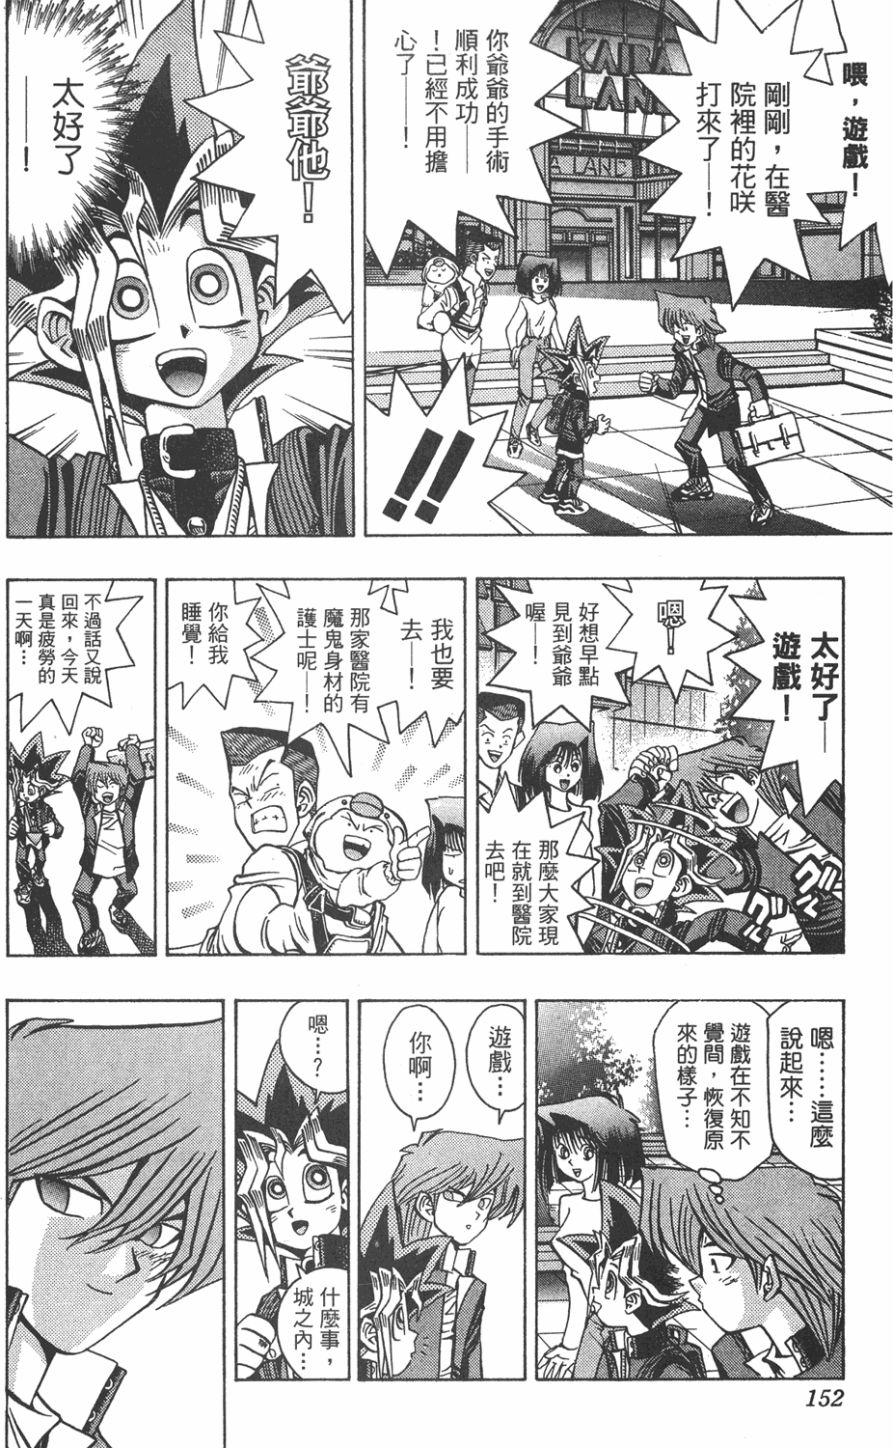 喂，遊戲！
剛剛，在醫
院裡的花咲
打來了──！
KAIBA
LAND
A LAND
你爺爺的手術
順利成功──
！已經不用擔
心了──！
!!
爺爺他！
太好了
──！
太好了──
遊戲！
嗯！
好想早點
見到爺爺
喔──！
那麼大家現
在就到醫院
去吧！
グ
グ
我也要
去──！
那家醫院有
魔鬼身材的
護士呢──！
你給我
睡覺！
不過話又說
回來，今天
真是疲勞的
一天啊…
嗯……這麼
說起來…
遊戲在不知不
覺間，恢復原
來的樣子…
遊戲…
你啊…
嗯…？
什麼事，
城之內…
152